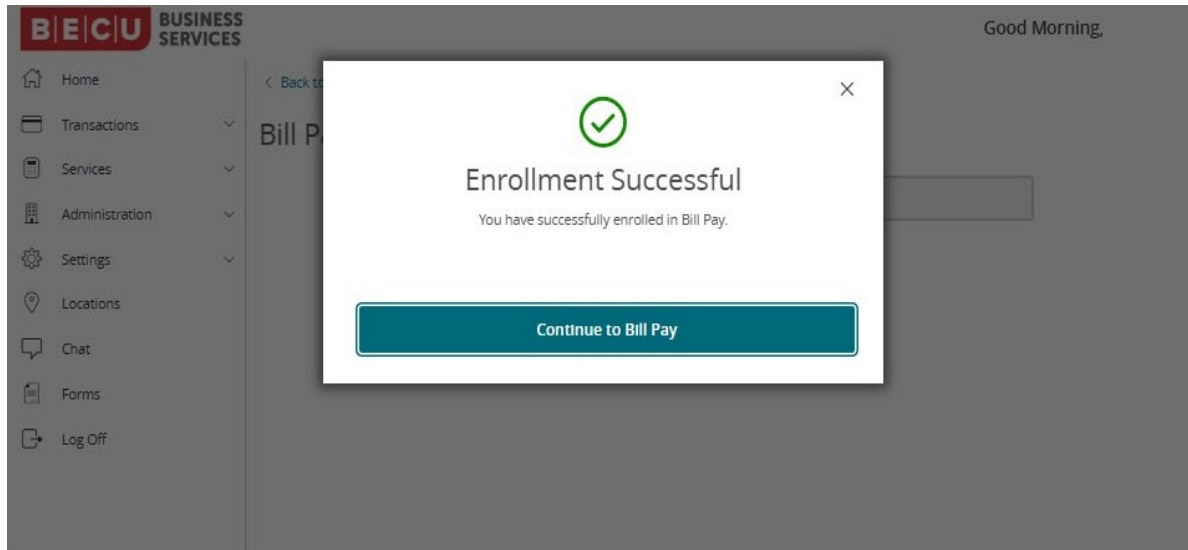 BECU BUSINESS SERVICES
Good Morning,
Home
Transactions
Services
Administration
Settings
Locations
Chat
Forms
Log Off
Back to
Bill P
Enrollment Successful
You have successfully enrolled in Bill Pay.
Continue to Bill Pay